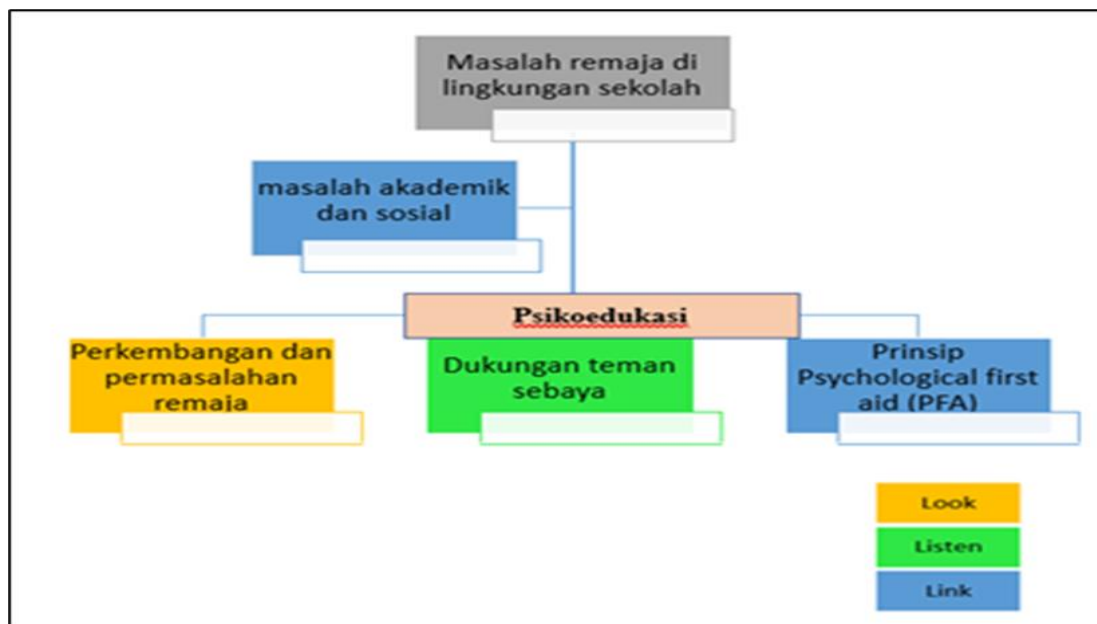 Masalah remaja di
lingkungan sekolah
masalah akademik
dan sosial
Psikoedukasi
Perkembangan dan
permasalahan
remaja
Dukungan teman
sebaya
Prinsip
Psychological first
aid (PFA)
Look
Listen
Link